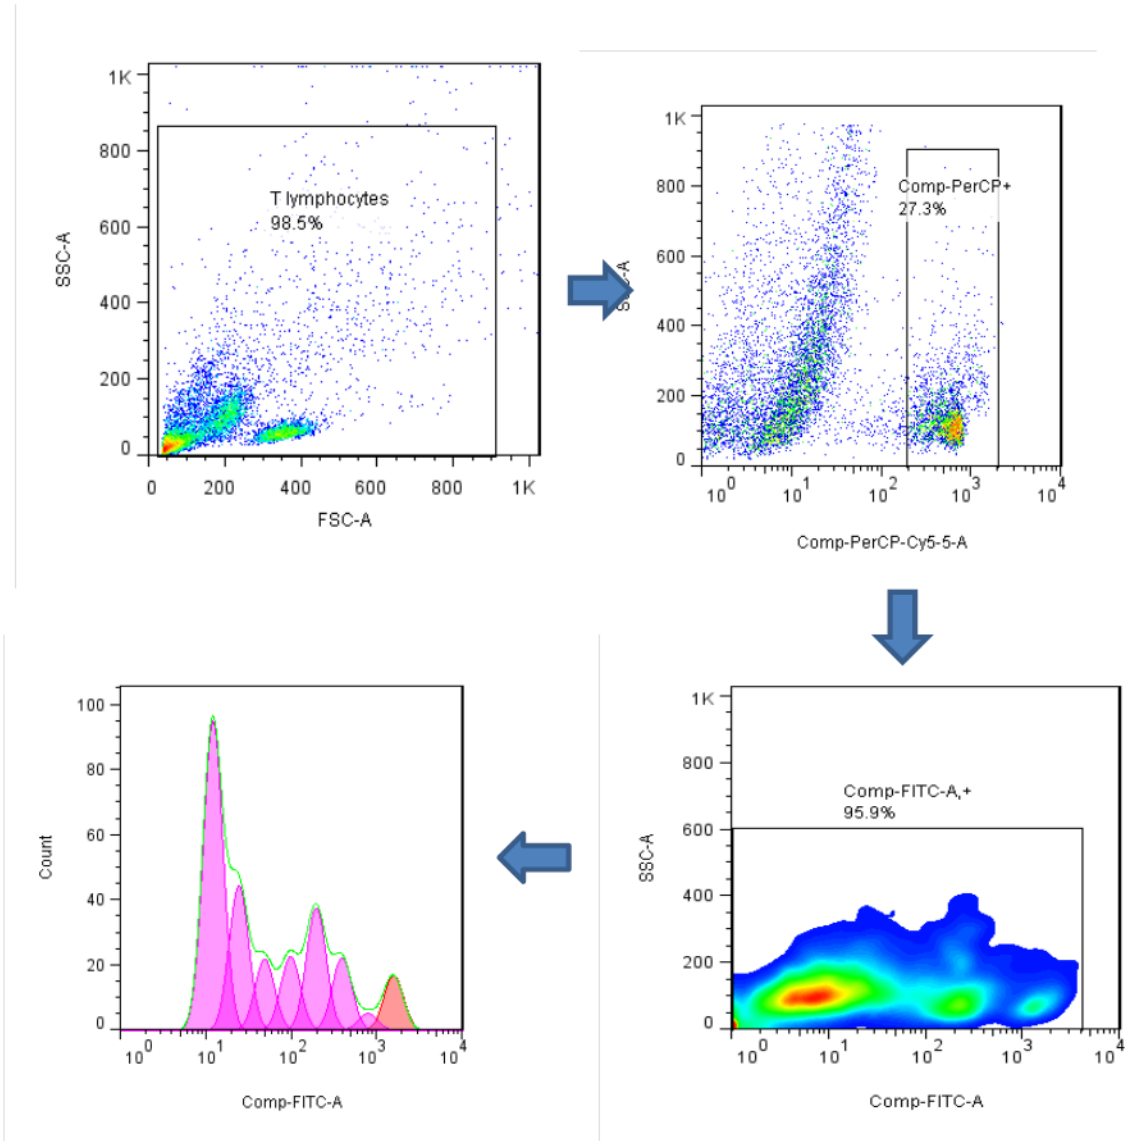 1K
800
600
400
200
0
SSC-A
T lymphocytes
98.5%
0 200 400 600 800 1K
FSC-A
1K
800
600
400
200
0
Comp-PerCP+
27.3%
10^0 10^1 10^2 10^3 10^4
Comp-PerCP-Cy5-5-A
100
80
60
40
20
0
Count
10^0 10^1 10^2 10^3 10^4
Comp-FITC-A
1K
800
600
400
200
0
SSC-A
Comp-FITC-A,+
95.9%
10^0 10^1 10^2 10^3 10^4
Comp-FITC-A